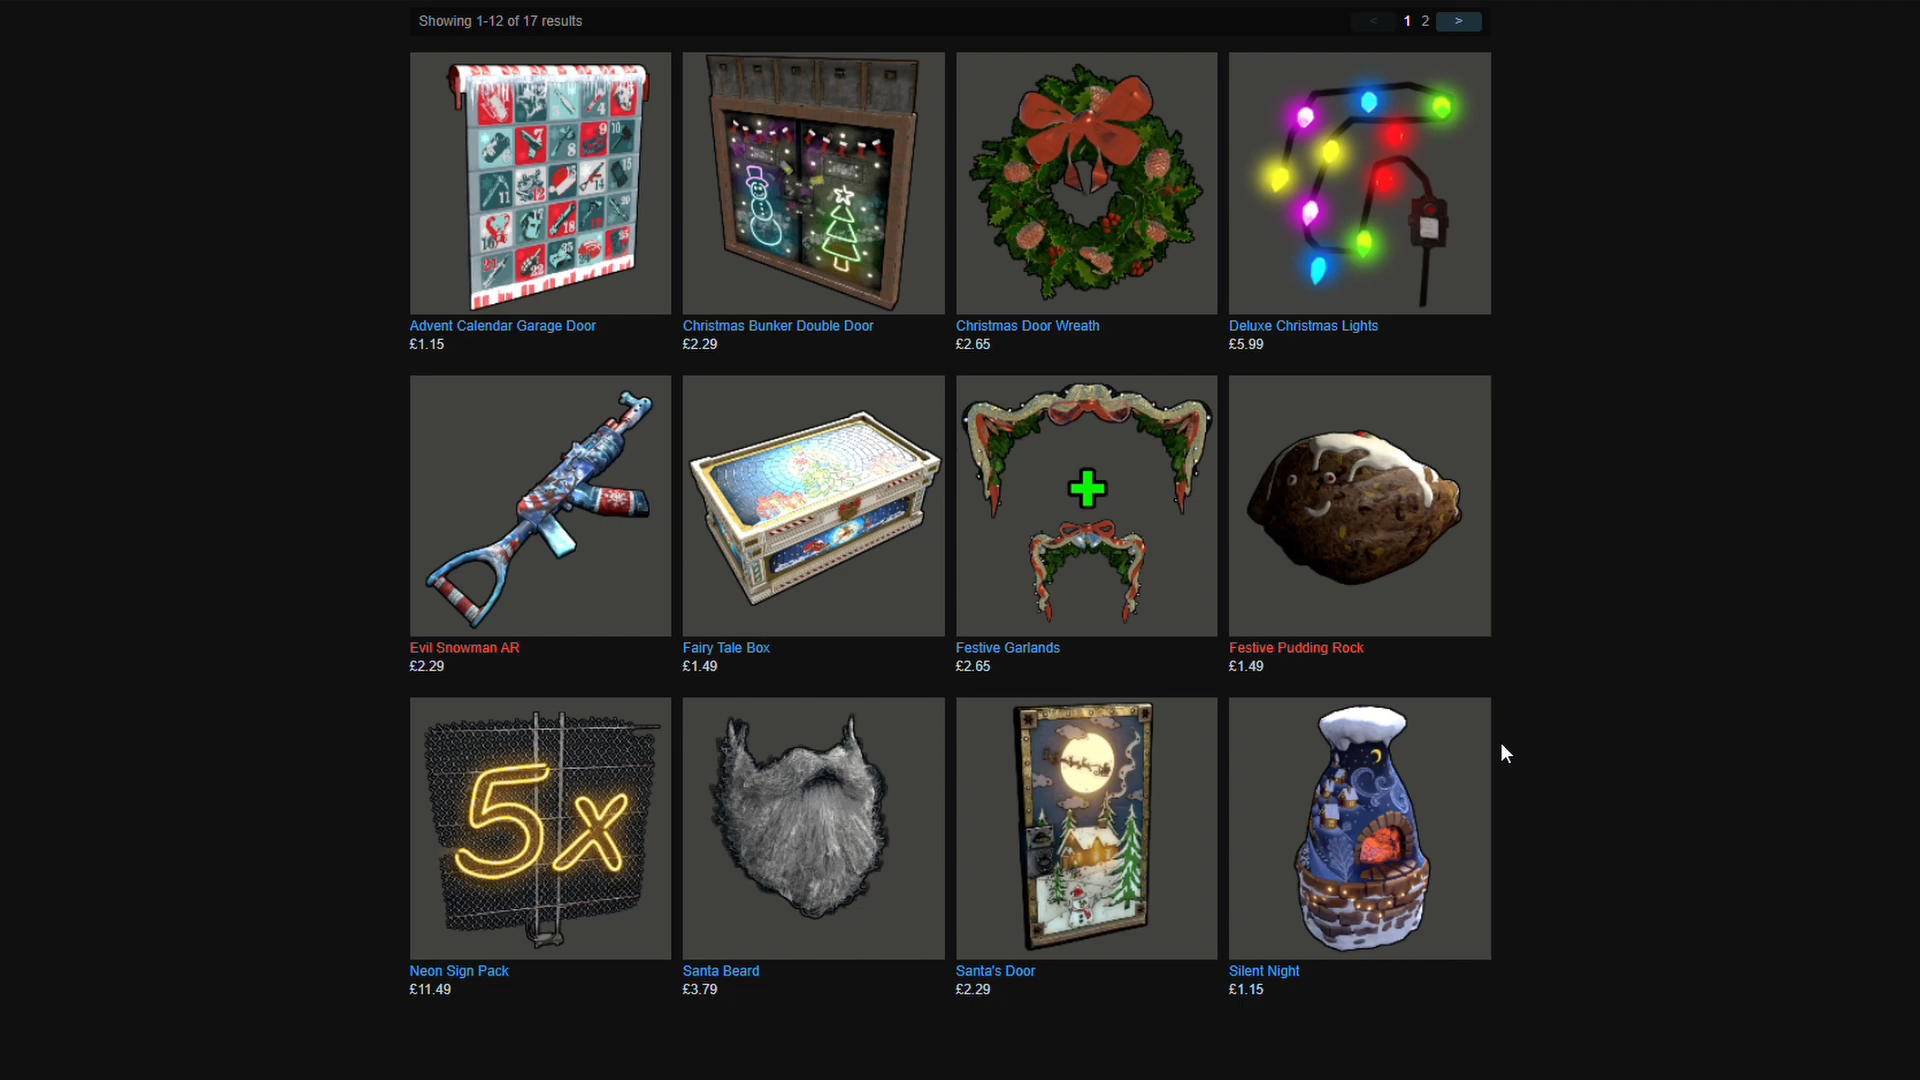 Showing 1-12 of 17 results
< 1 2 >
Advent Calendar Garage Door
£1.15
Christmas Bunker Double Door
£2.29
Christmas Door Wreath
£2.65
Deluxe Christmas Lights
£5.99
Evil Snowman AR
£2.29
Fairy Tale Box
£1.49
Festive Garlands
£2.65
Festive Pudding Rock
£1.49
5x
Neon Sign Pack
£11.49
Santa Beard
£3.79
Santa's Door
£2.29
Silent Night
£1.15